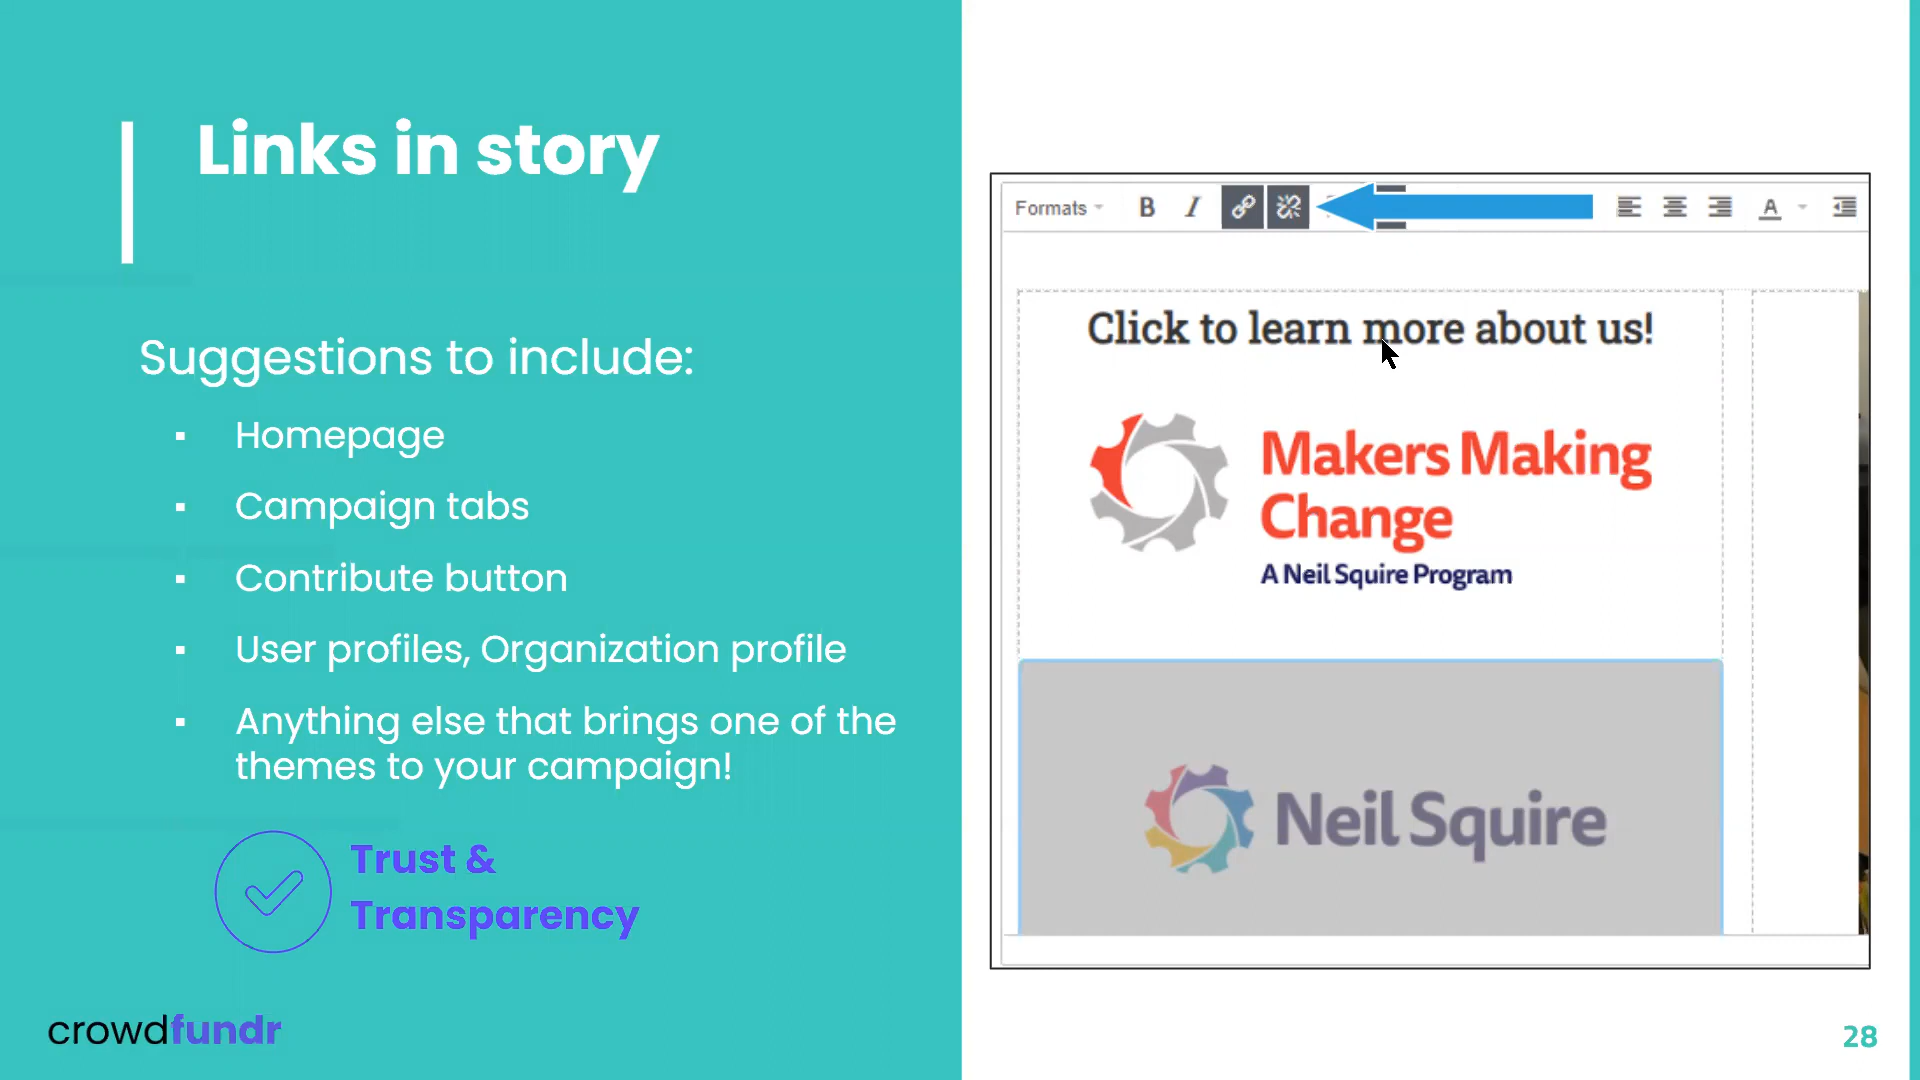 Links in story
Suggestions to include:
▪ Homepage
▪ Campaign tabs
▪ Contribute button
▪ User profiles, Organization profile
▪ Anything else that brings one of the
themes to your campaign!
Trust &
Transparency
crowdfundr
Formats B I A
Click to learn more about us!
Makers Making
Change
A Neil Squire Program
Neil Squire
28